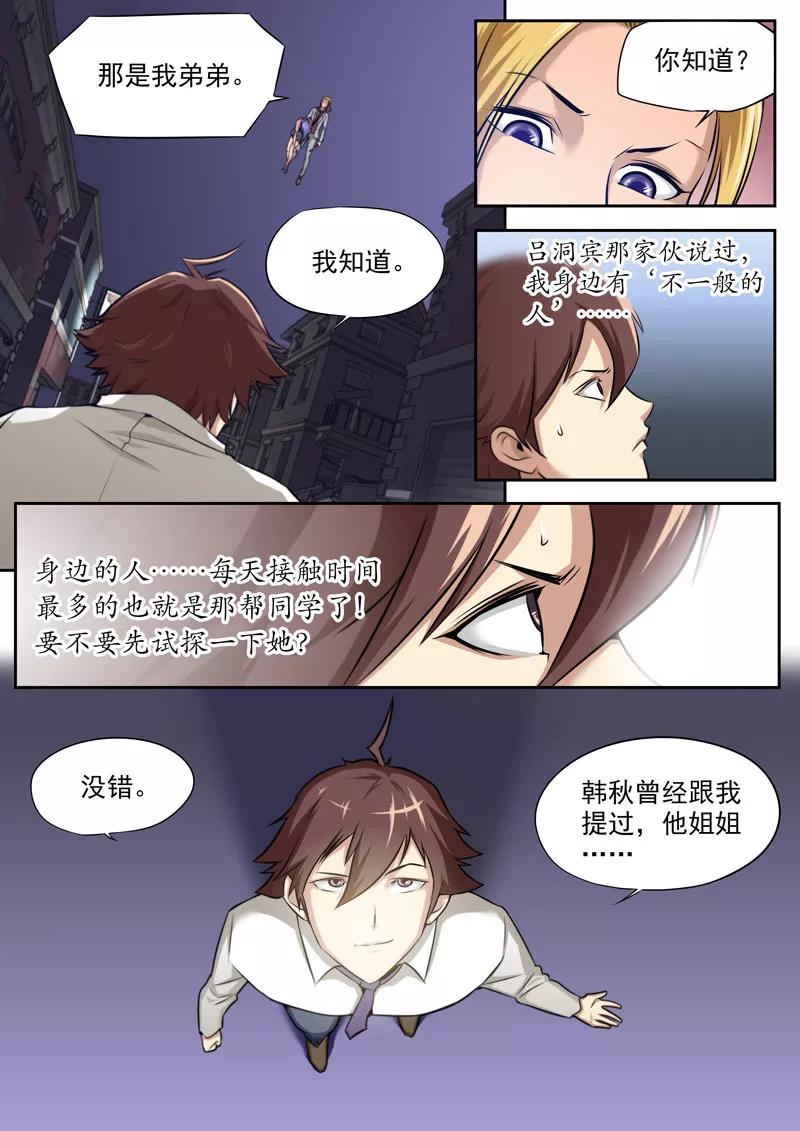 那是我弟弟。
我知道。
你知道？
吕洞宾那家伙说过，
我身边有‘不一般的
人’……
身边的人……每天接触时间
最多的也就是那帮同学了！
要不要先试探一下她？
没错。
韩秋曾经跟我
提过，他姐姐
……